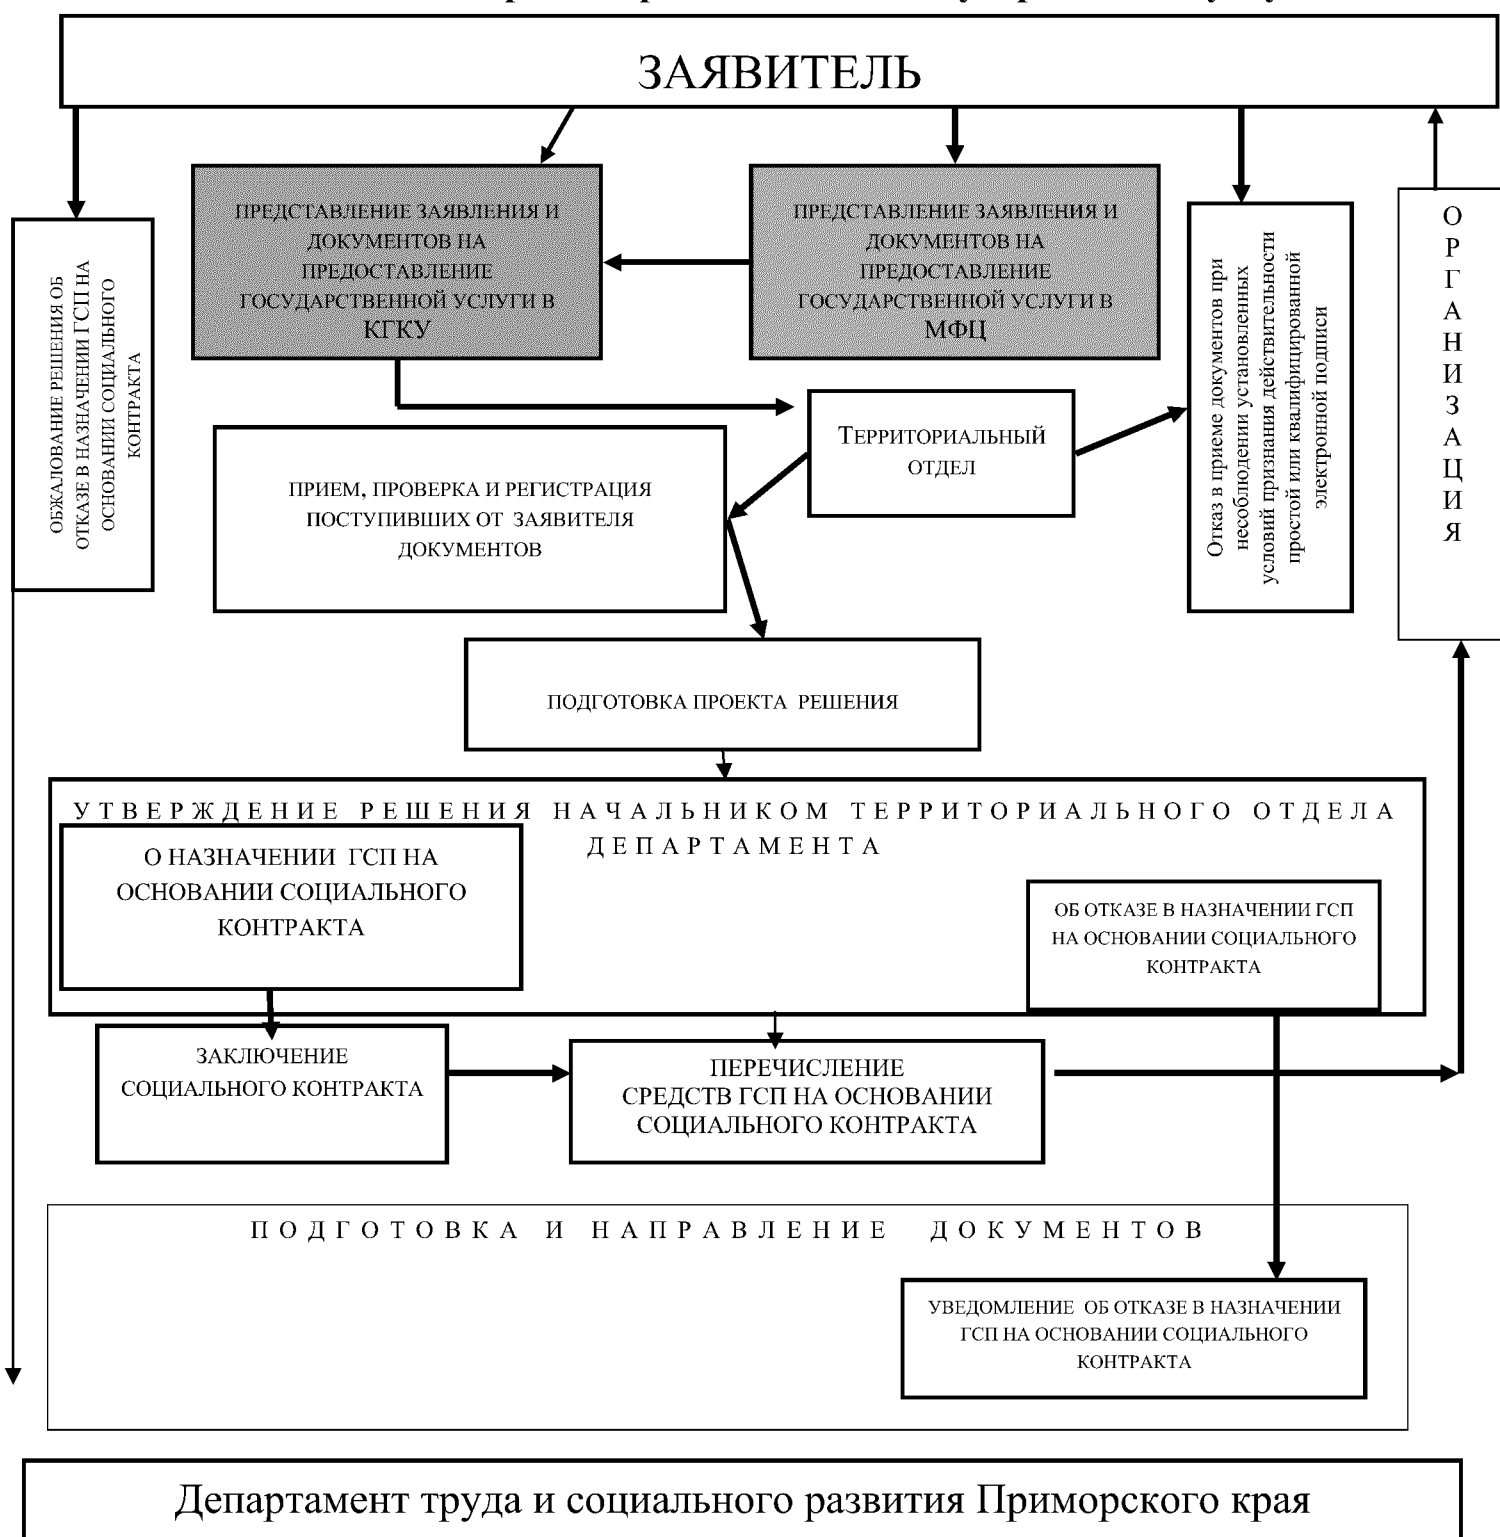 ЗАЯВИТЕЛЬ
ПРЕДСТАВЛЕНИЕ ЗАЯВЛЕНИЯ И
ДОКУМЕНТОВ НА
ПРЕДОСТАВЛЕНИЕ
ГОСУДАРСТВЕННОЙ УСЛУГИ В
КГКУ
ПРЕДСТАВЛЕНИЕ ЗАЯВЛЕНИЯ И
ДОКУМЕНТОВ НА
ПРЕДОСТАВЛЕНИЕ
ГОСУДАРСТВЕННОЙ УСЛУГИ В
МФЦ
ОБЖАЛОВАНИЕ РЕШЕНИЯ ОБ
ОТКАЗЕ В НАЗНАЧЕНИИ ГСП НА
ОСНОВАНИИ СОЦИАЛЬНОГО
КОНТРАКТА
Отказ в приеме документов при
несоблюдении установленных
условий признания действительности
простой или квалифицированной
электронной подписи
ОРГАНИЗАЦИЯ
ТЕРРИТОРИАЛЬНЫЙ
ОТДЕЛ
ПРИЕМ, ПРОВЕРКА И РЕГИСТРАЦИЯ
ПОСТУПИВШИХ ОТ ЗАЯВИТЕЛЯ
ДОКУМЕНТОВ
ПОДГОТОВКА ПРОЕКТА РЕШЕНИЯ
УТВЕРЖДЕНИЕ РЕШЕНИЯ НАЧАЛЬНИКОМ ТЕРРИТОРИАЛЬНОГО ОТДЕЛА
ДЕПАРТАМЕНТА
О НАЗНАЧЕНИИ ГСП НА
ОСНОВАНИИ СОЦИАЛЬНОГО
КОНТРАКТА
ОБ ОТКАЗЕ В НАЗНАЧЕНИИ ГСП
НА ОСНОВАНИИ СОЦИАЛЬНОГО
КОНТРАКТА
ЗАКЛЮЧЕНИЕ
СОЦИАЛЬНОГО КОНТРАКТА
ПЕРЕЧИСЛЕНИЕ
СРЕДСТВ ГСП НА ОСНОВАНИИ
СОЦИАЛЬНОГО КОНТРАКТА
ПОДГОТОВКА И НАПРАВЛЕНИЕ ДОКУМЕНТОВ
УВЕДОМЛЕНИЕ ОБ ОТКАЗЕ В НАЗНАЧЕНИИ
ГСП НА ОСНОВАНИИ СОЦИАЛЬНОГО
КОНТРАКТА
Департамент труда и социального развития Приморского края